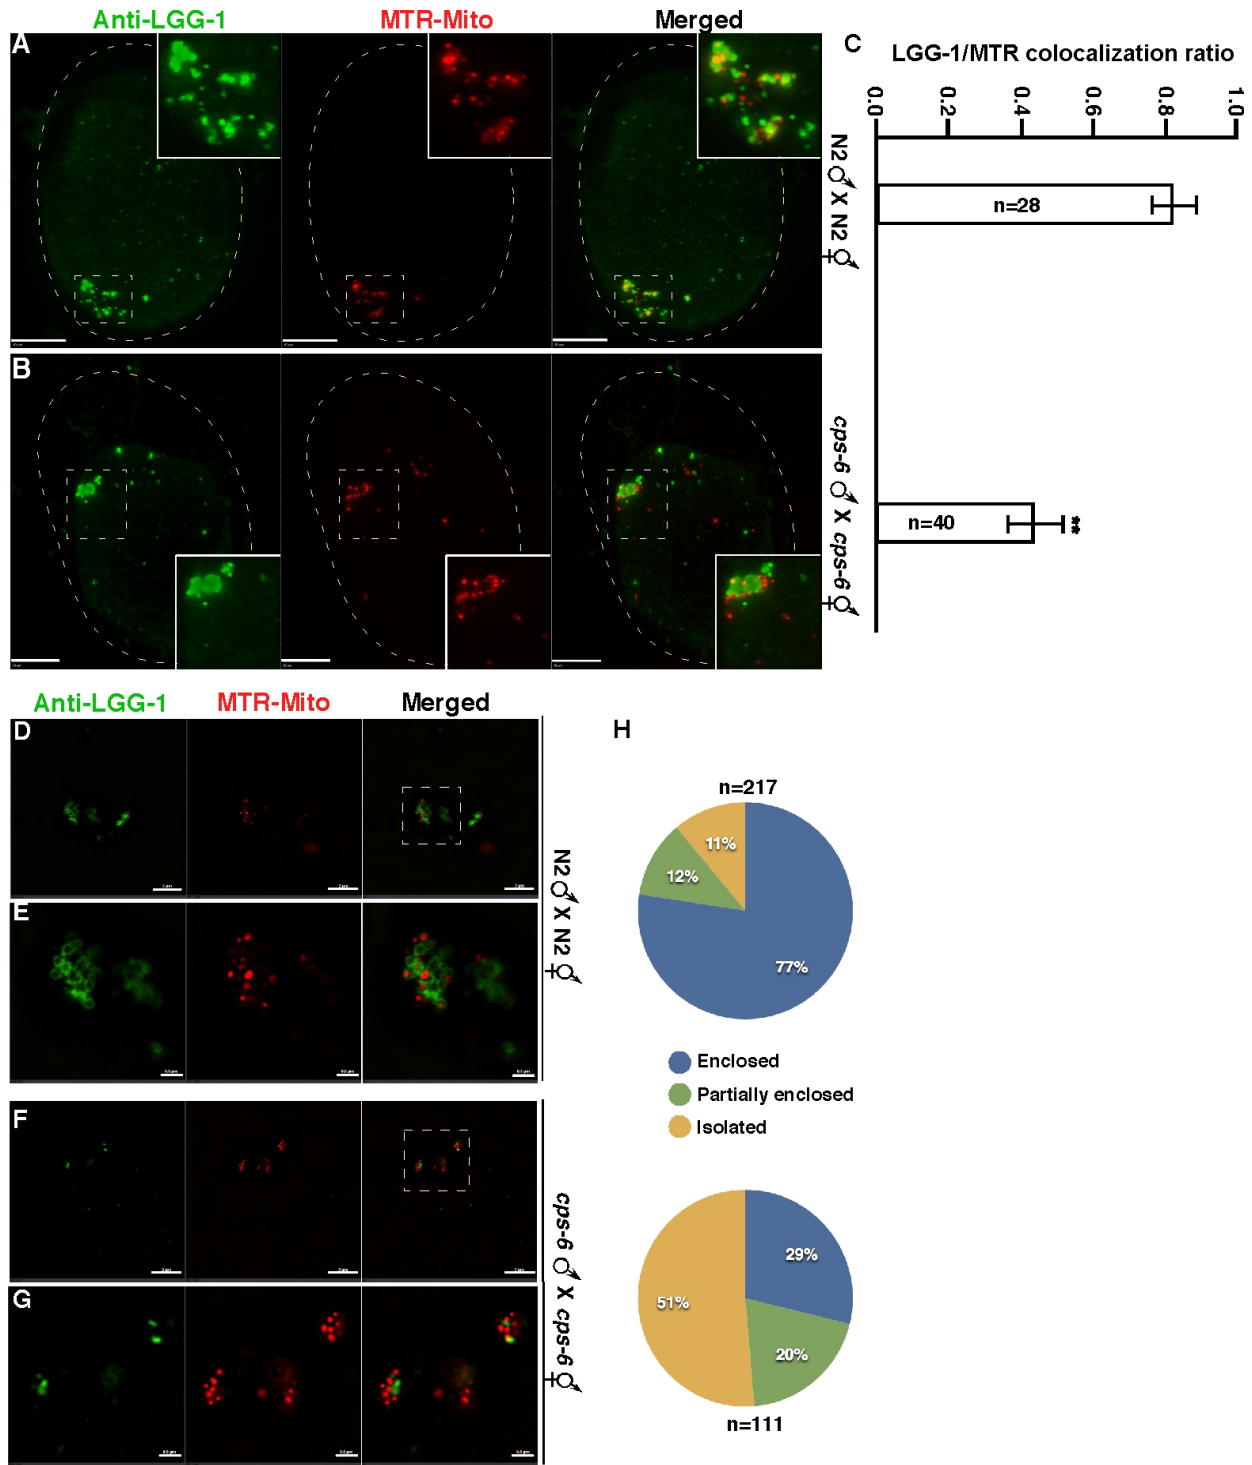 Anti-LGG-1 MTR-Mito Merged
A
B
C
LGG-1/MTR colocalization ratio
0.0 0.2 0.4 0.6 0.8 1.0
N2 ♂ X N2 ⚥
n=28
cps-6 ♂ X cps-6 ⚥
n=40
**
Anti-LGG-1 MTR-Mito Merged
D
E
N2 ♂ X N2 ⚥
F
G
cps-6 ♂ X cps-6 ⚥
H
n=217
11%
12%
77%
Enclosed
Partially enclosed
Isolated
29%
51%
20%
n=111